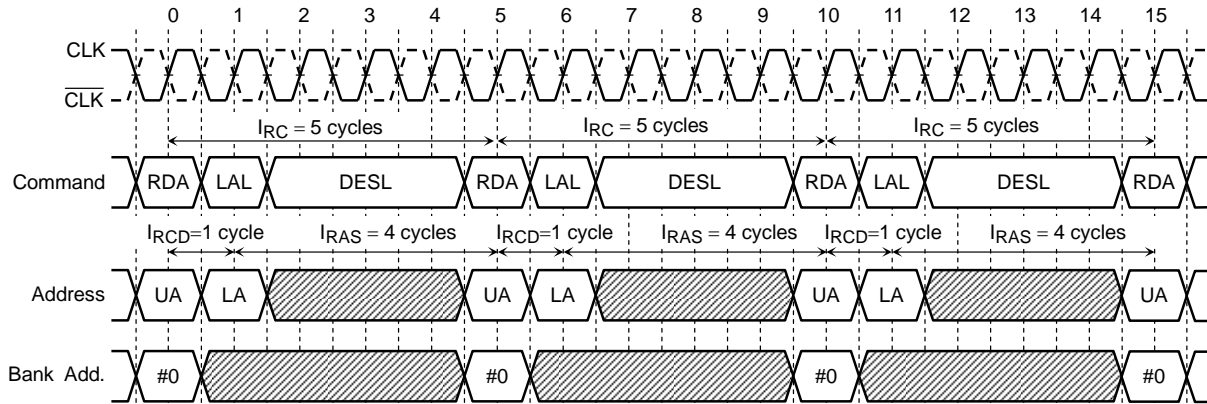 0 1 2 3 4 5 6 7 8 9 10 11 12 13 14 15
CLK
CLK
IRC = 5 cycles IRC = 5 cycles IRC = 5 cycles
Command RDA LAL DESL RDA LAL DESL RDA LAL DESL RDA
IRCD=1 cycle IRAS = 4 cycles IRCD=1 cycle IRAS = 4 cycles IRCD=1 cycle IRAS = 4 cycles
Address UA LA UA LA UA LA UA
Bank Add. #0 #0 #0 #0